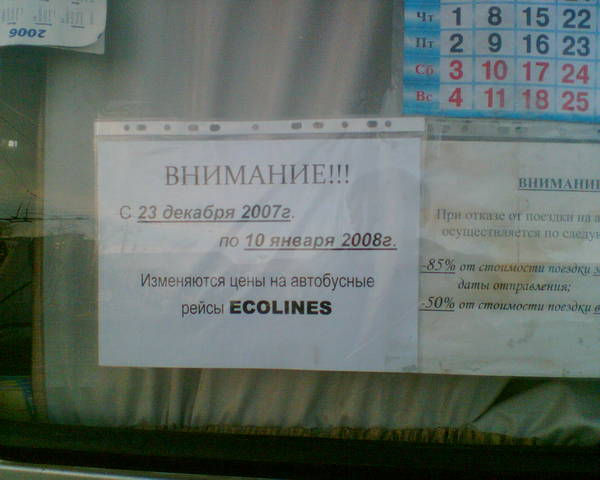 2006
Чт 1 8 15 22
Пт 2 9 16 23
Сб 3 10 17 24
Вс 4 11 18 25
ВНИМАНИЕ!!!
С 23 декабря 2007г.
по 10 января 2008г.
Изменяются цены на автобусные
рейсы ECOLINES
ВНИМАНИ
При отказе от поездки на а
осуществляется по следу
-85% от стоимости поездки
даты отправления;
-50% от стоимости поездки в